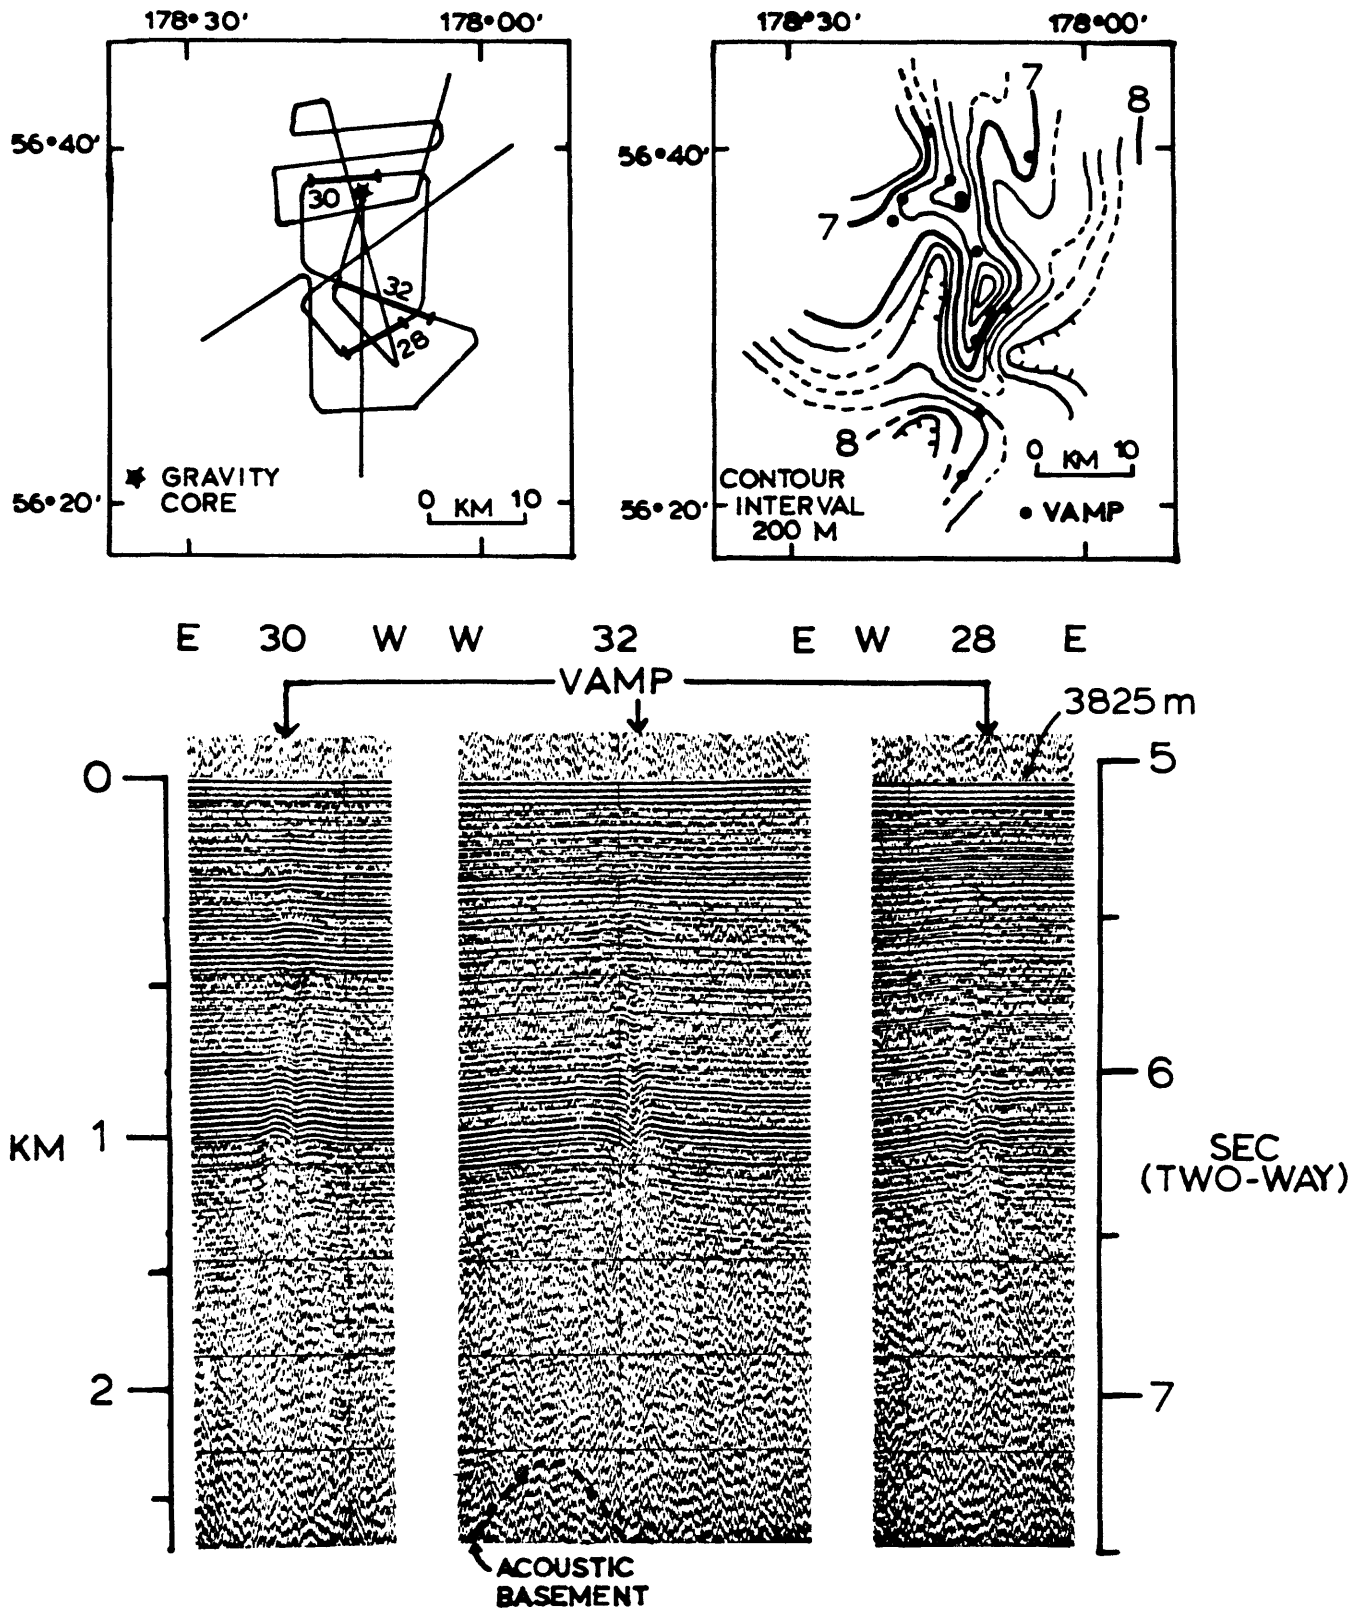 178°30' 178°00'
56°40'
30
32
28
GRAVITY
CORE
0 KM 10
56°20'
178°30' 178°00'
7
8
56°40'
7
8
0 KM 10
CONTOUR
INTERVAL
200 M
VAMP
56°20'
E 30 W W 32 E W 28 E
VAMP
3825 m
0
5
6
KM 1
SEC
(TWO-WAY)
2
7
ACOUSTIC
BASEMENT